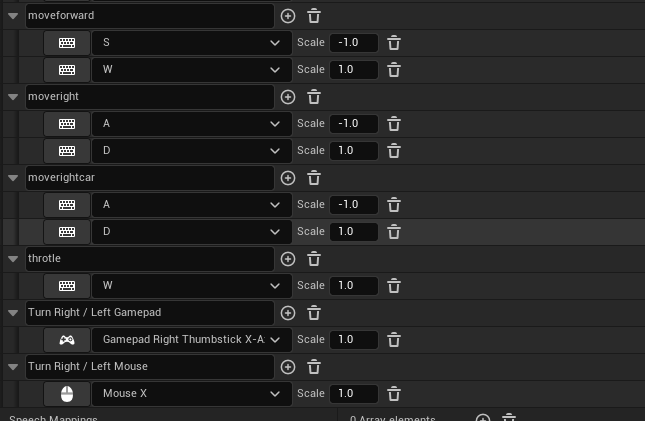 moveforward
S Scale -1.0
W Scale 1.0
moveright
A Scale -1.0
D Scale 1.0
moverightcar
A Scale -1.0
D Scale 1.0
throtle
W Scale 1.0
Turn Right / Left Gamepad
Gamepad Right Thumbstick X-A Scale 1.0
Turn Right / Left Mouse
Mouse X Scale 1.0
Speech Mappings 0 Array elements